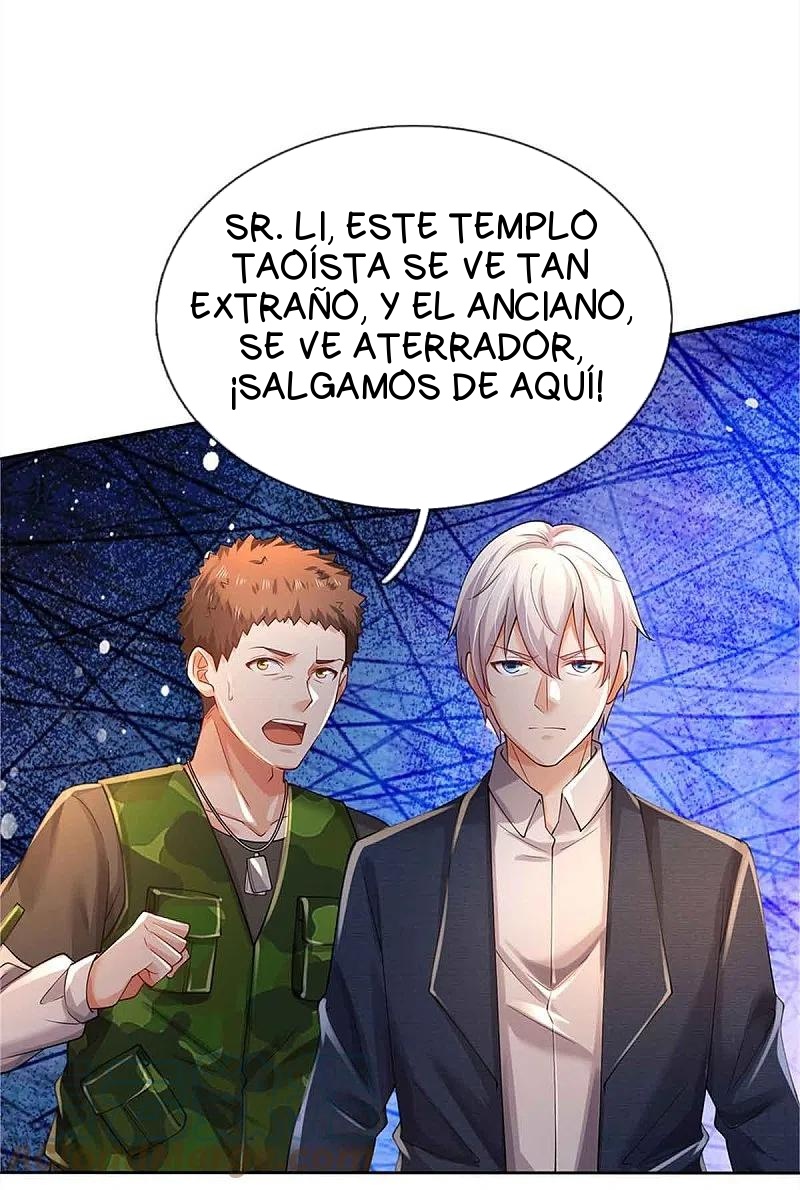 SR. LI, ESTE TEMPLO
TAOÍSTA SE VE TAN
EXTRAÑO, Y EL ANCIANO,
SE VE ATERRADOR,
¡SALGAMOS DE AQUÍ!